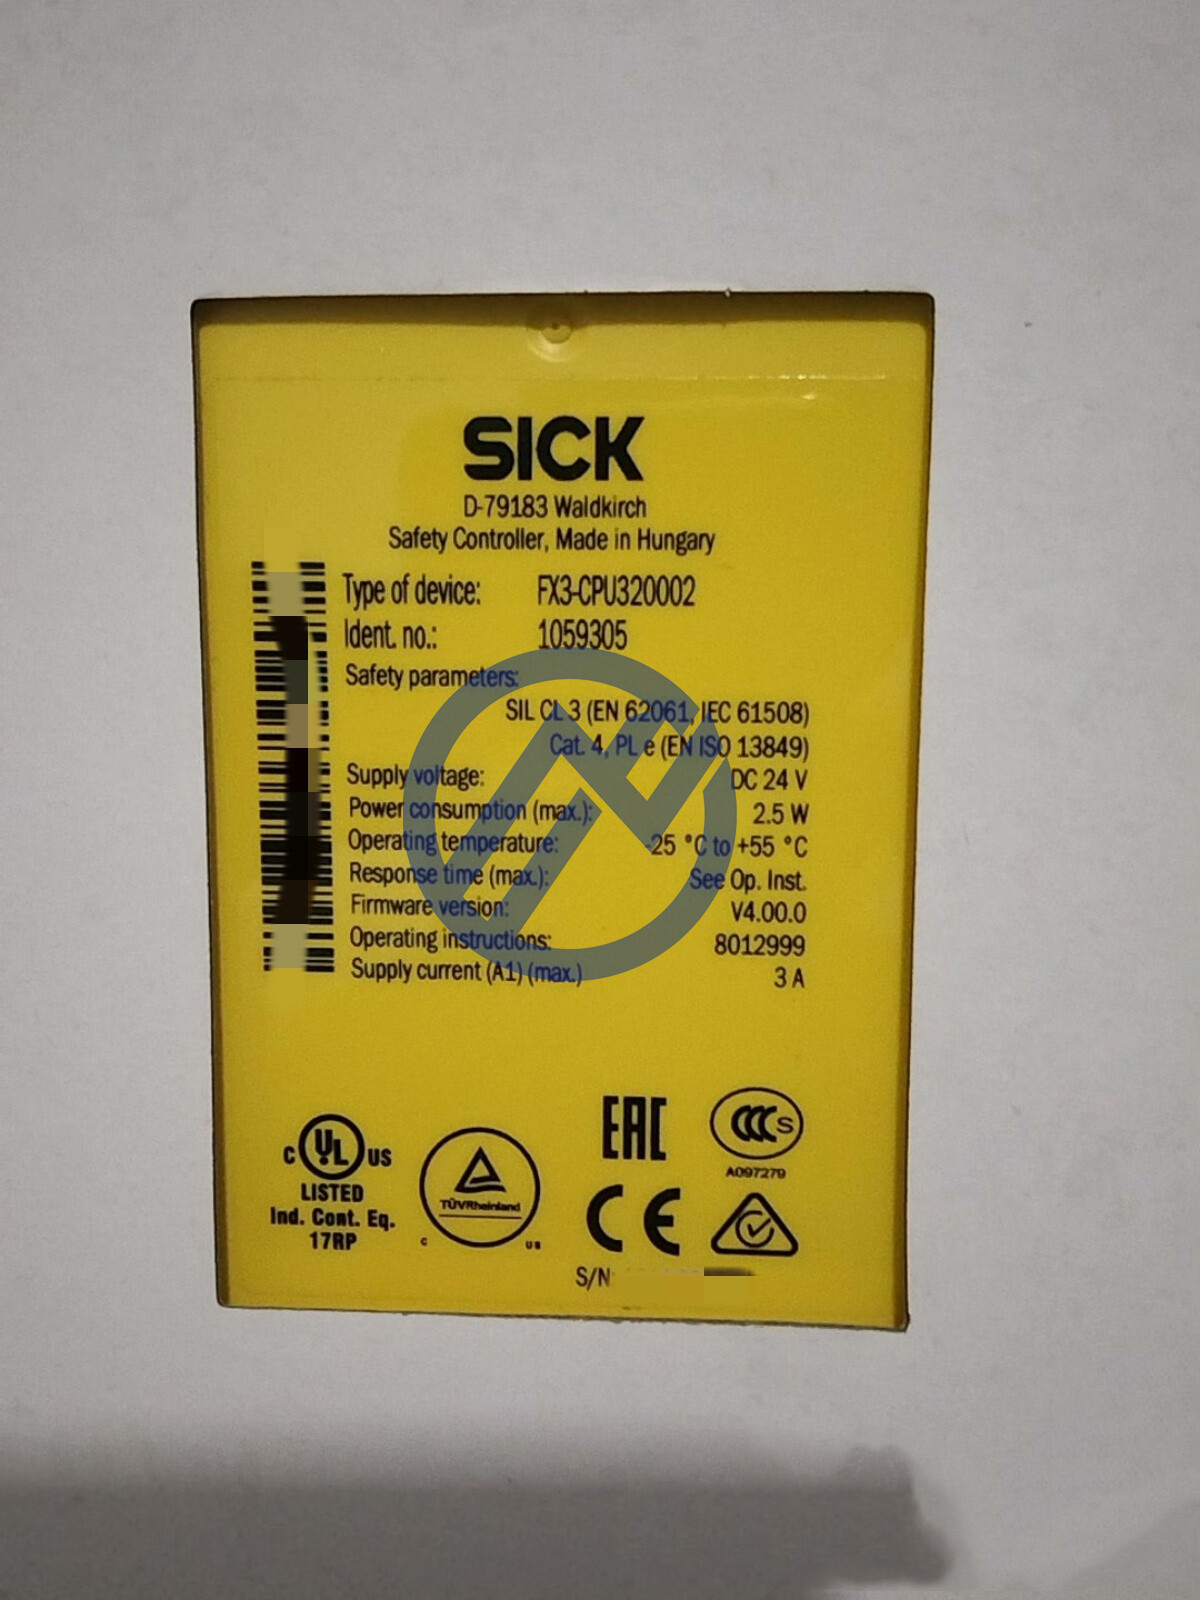 SICK
D-79183 Waldkirch
Safety Controller, Made in Hungary
Type of device: FX3-CPU320002
Ident. no.: 1059305
Safety parameters:
SIL CL 3 (EN 62061, IEC 61508)
Cat. 4, PL e (EN ISO 13849)
Supply voltage: DC 24 V
Power consumption (max.): 2.5 W
Operating temperature: -25 °C to +55 °C
Response time (max.): See Op. Inst.
Firmware version: V4.00.0
Operating instructions: 8012999
Supply current (A1) (max.) 3 A
EAC
CCC S
A097279
C UL US
LISTED
Ind. Cont. Eq.
17RP
TÜVRheinland
C US
CE
S/N